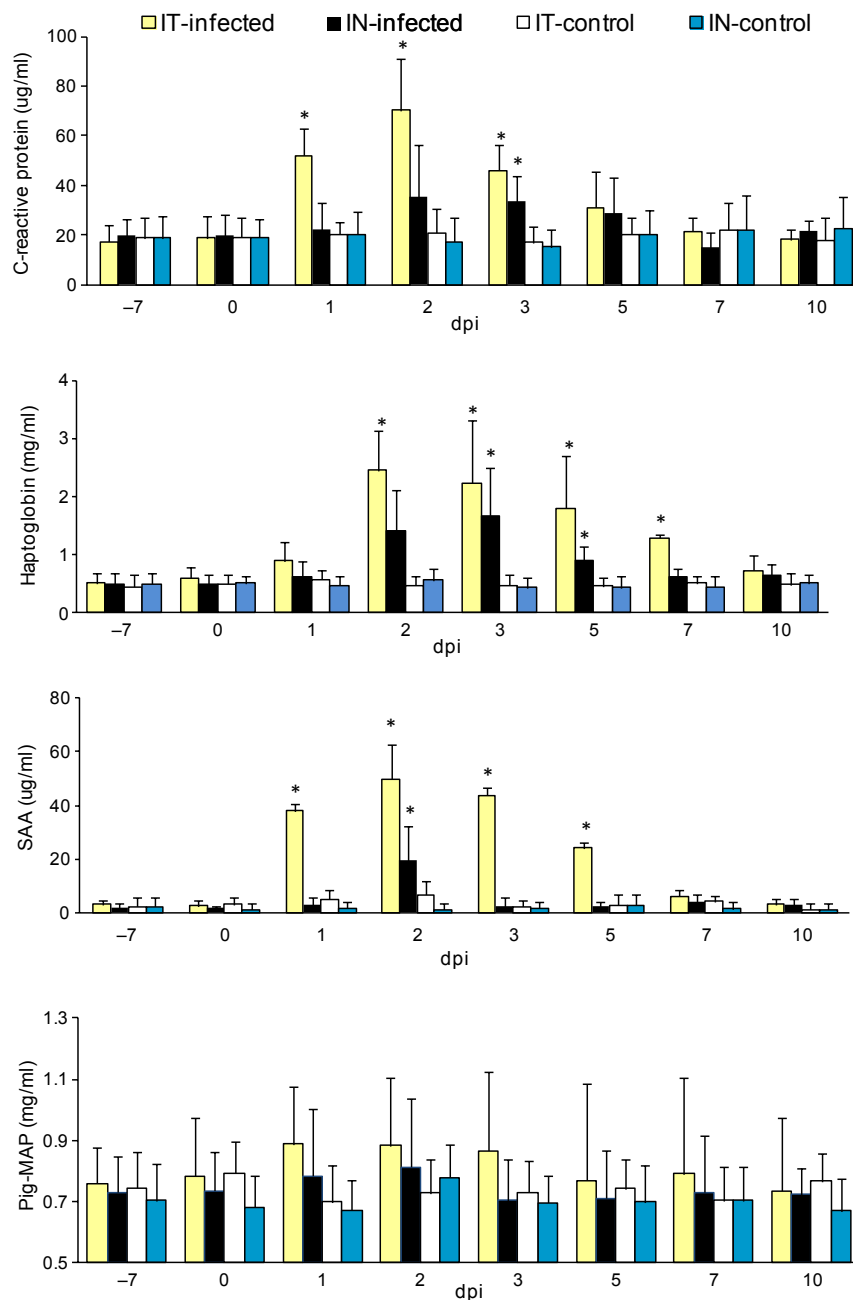 IT-infected IN-infected IT-control IN-control
C-reactive protein (ug/ml)
100
80
60
40
20
0
* * * *
–7 0 1 2 3 5 7 10
dpi
Haptoglobin (mg/ml)
4
3
2
1
0
* * * * * *
–7 0 1 2 3 5 7 10
dpi
SAA (ug/ml)
80
60
40
20
0
* * * * *
–7 0 1 2 3 5 7 10
dpi
Pig-MAP (mg/ml)
1.3
1.1
0.9
0.7
0.5
–7 0 1 2 3 5 7 10
dpi